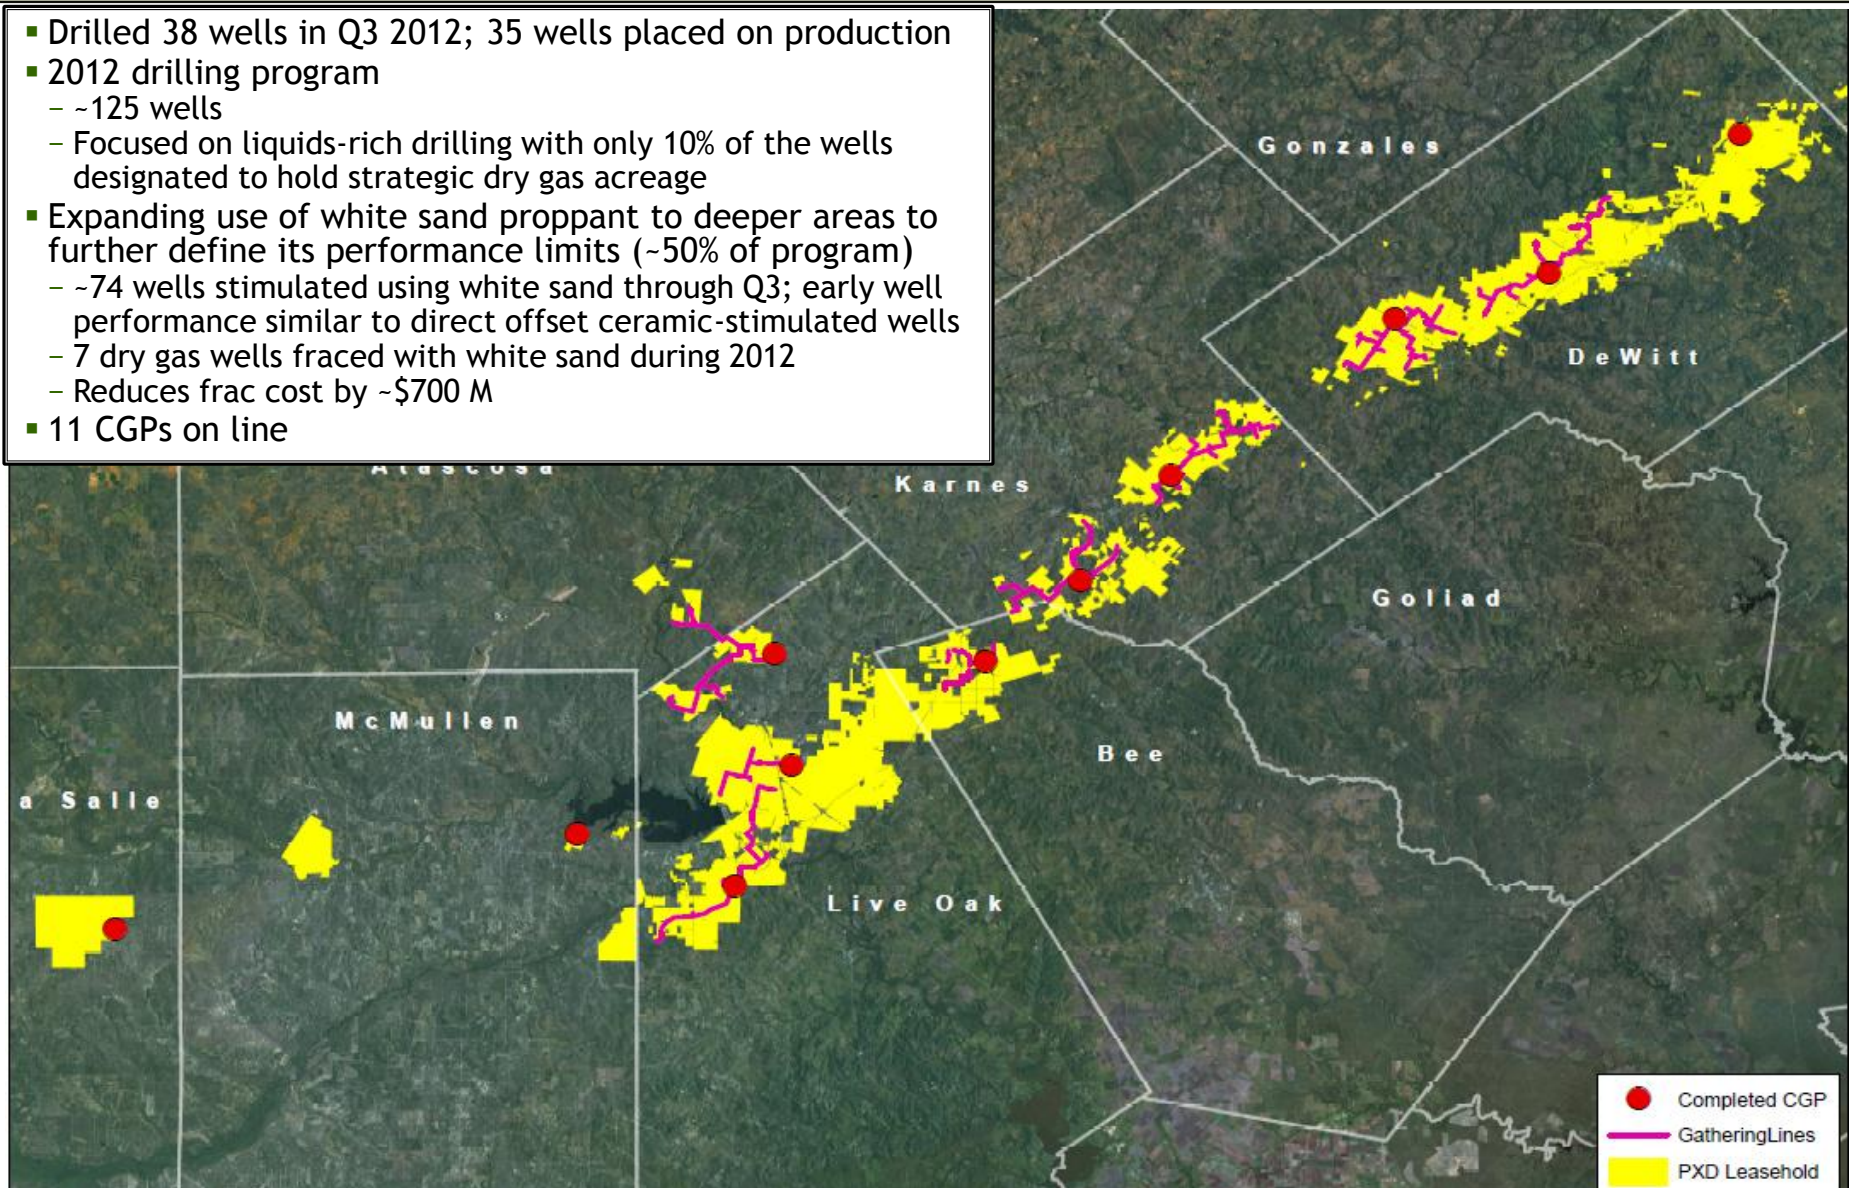 ▪ Drilled 38 wells in Q3 2012; 35 wells placed on production
▪ 2012 drilling program
– ~125 wells
– Focused on liquids-rich drilling with only 10% of the wells
designated to hold strategic dry gas acreage
▪ Expanding use of white sand proppant to deeper areas to
further define its performance limits (~50% of program)
– ~74 wells stimulated using white sand through Q3; early well
performance similar to direct offset ceramic-stimulated wells
– 7 dry gas wells fraced with white sand during 2012
– Reduces frac cost by ~$700 M
▪ 11 CGPs on line
Gonzales
DeWitt
Atascosa
Karnes
Goliad
McMullen
Bee
a Salle
Live Oak
Completed CGP
GatheringLines
PXD Leasehold